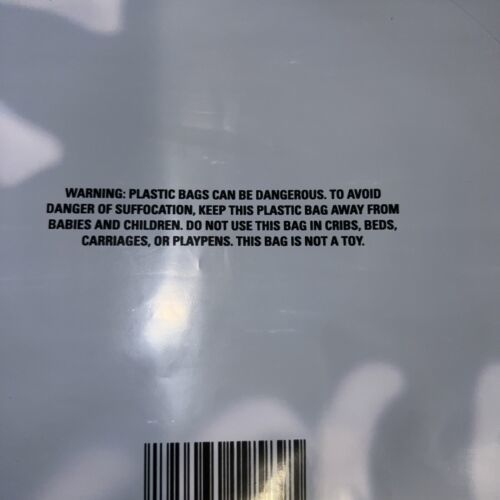 WARNING: PLASTIC BAGS CAN BE DANGEROUS. TO AVOID
DANGER OF SUFFOCATION, KEEP THIS PLASTIC BAG AWAY FROM
BABIES AND CHILDREN. DO NOT USE THIS BAG IN CRIBS, BEDS,
CARRIAGES, OR PLAYPENS. THIS BAG IS NOT A TOY.